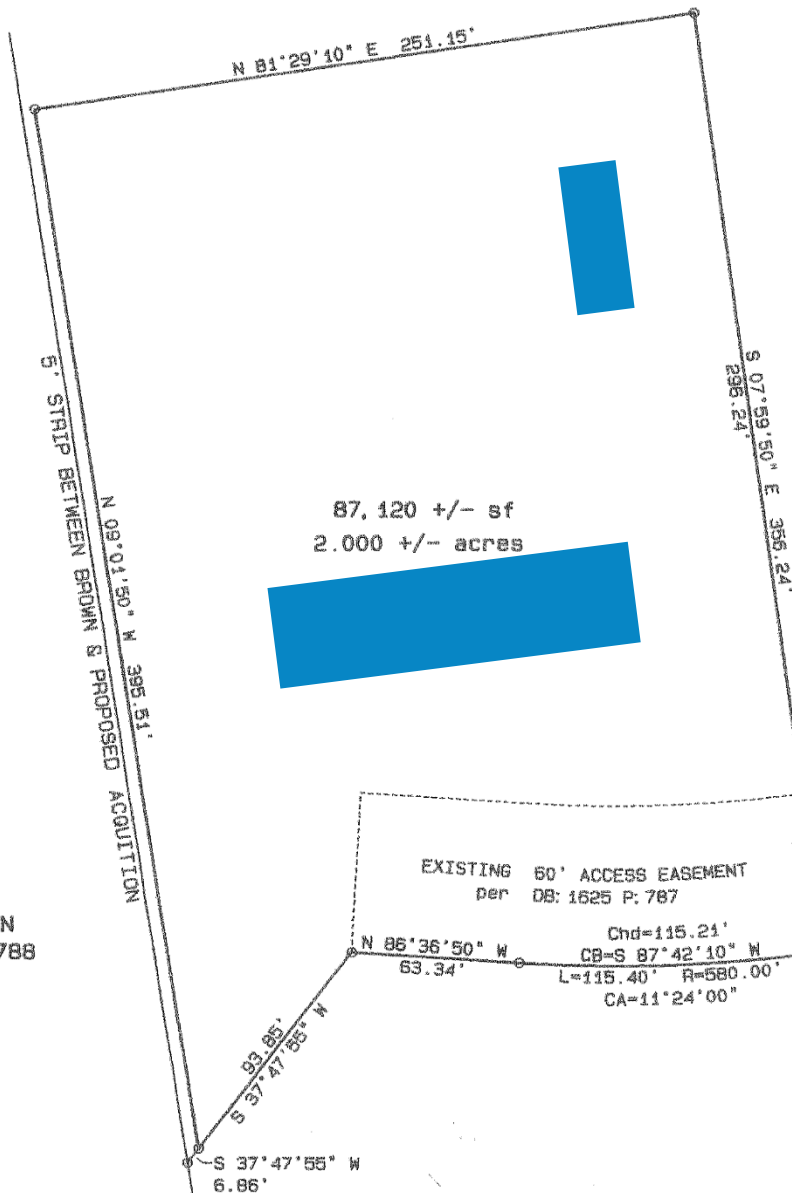 N 81°29'10" E 251.15'
S 07°59'50" E 356.24'
296.24'
5' STRIP BETWEEN BROWN & PROPOSED ACQUITION
N 09°01'50" W 395.51'
87,120 +/- sf
2.000 +/- acres
EXISTING 60' ACCESS EASEMENT
per DB: 1625 P: 787
N
788
N 86°36'50" W
63.34'
Chd=115.21'
CB=S 87°42'10" W
L=115.40' R=580.00'
CA=11°24'00"
93.85'
S 37°47'55" W
S 37°47'55" W
6.86'